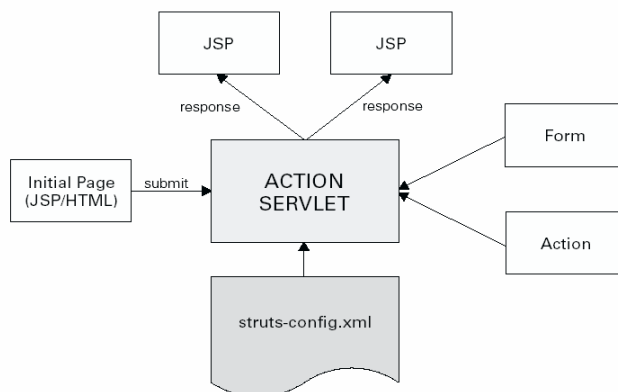 JSP
JSP
response
response
Form
Initial Page
(JSP/HTML)
submit
ACTION
SERVLET
Action
struts-config.xml